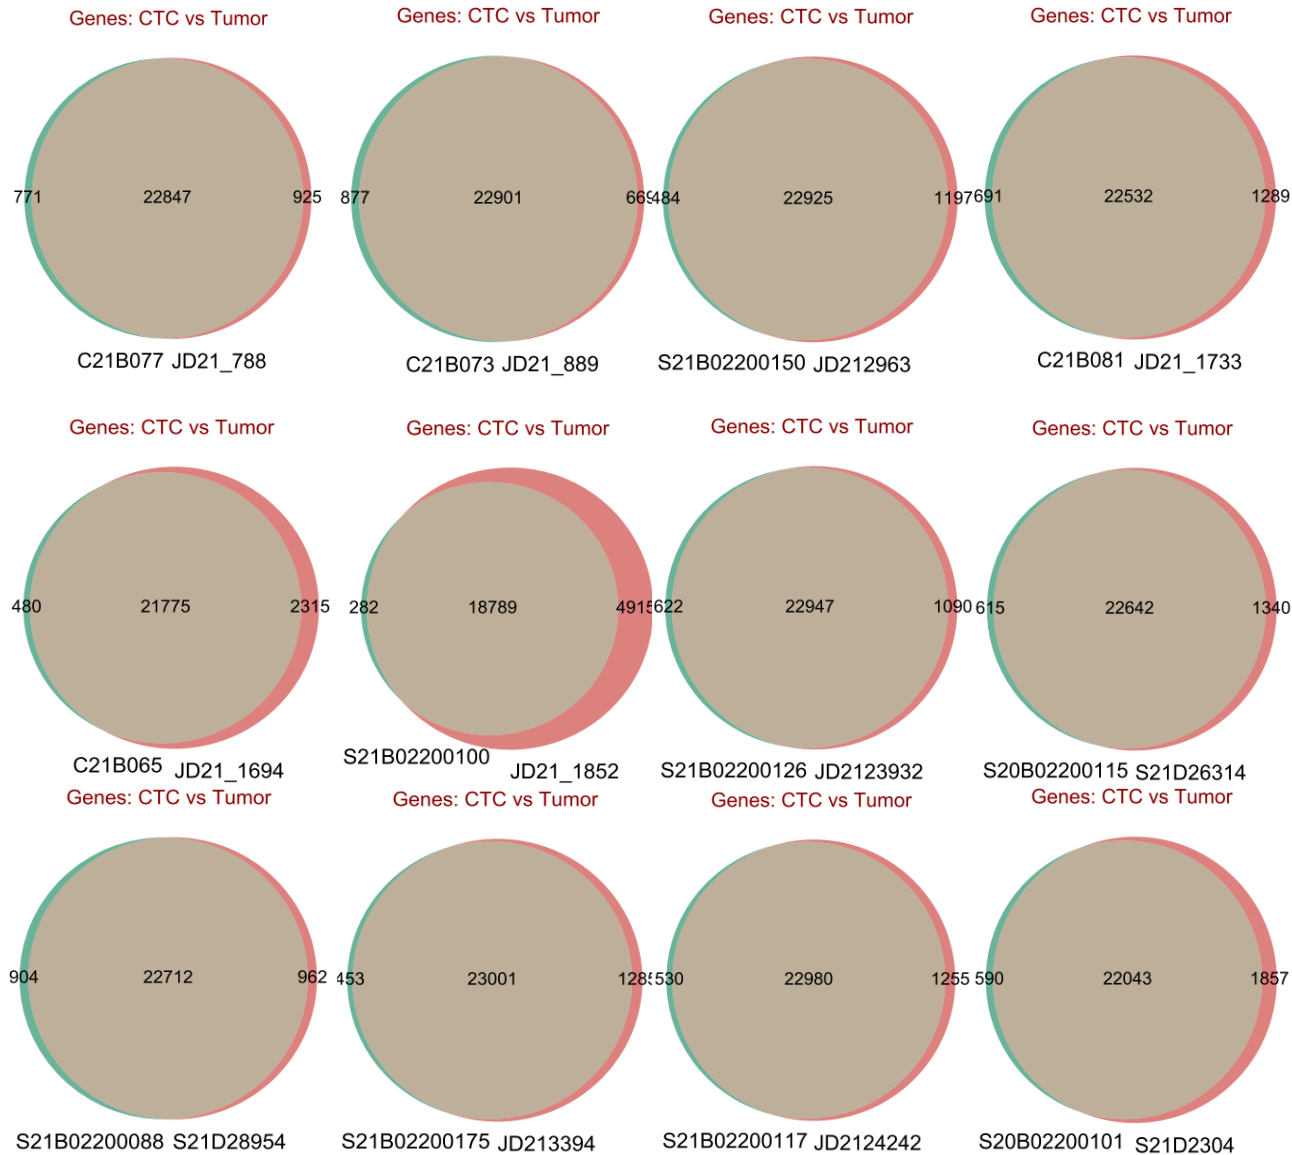 Genes: CTC vs Tumor
771 22847 925
C21B077 JD21_788
Genes: CTC vs Tumor
877 22901 669
C21B073 JD21_889
Genes: CTC vs Tumor
484 22925 1197
S21B02200150 JD212963
Genes: CTC vs Tumor
691 22532 1289
C21B081 JD21_1733
Genes: CTC vs Tumor
480 21775 2315
C21B065 JD21_1694
Genes: CTC vs Tumor
282 18789 4915
S21B02200100 JD21_1852
Genes: CTC vs Tumor
622 22947 1090
S21B02200126 JD2123932
Genes: CTC vs Tumor
615 22642 1340
S20B02200115 S21D26314
Genes: CTC vs Tumor
904 22712 962
S21B02200088 S21D28954
Genes: CTC vs Tumor
453 23001 1285
S21B02200175 JD213394
Genes: CTC vs Tumor
530 22980 1255
S21B02200117 JD2124242
Genes: CTC vs Tumor
590 22043 1857
S20B02200101 S21D2304